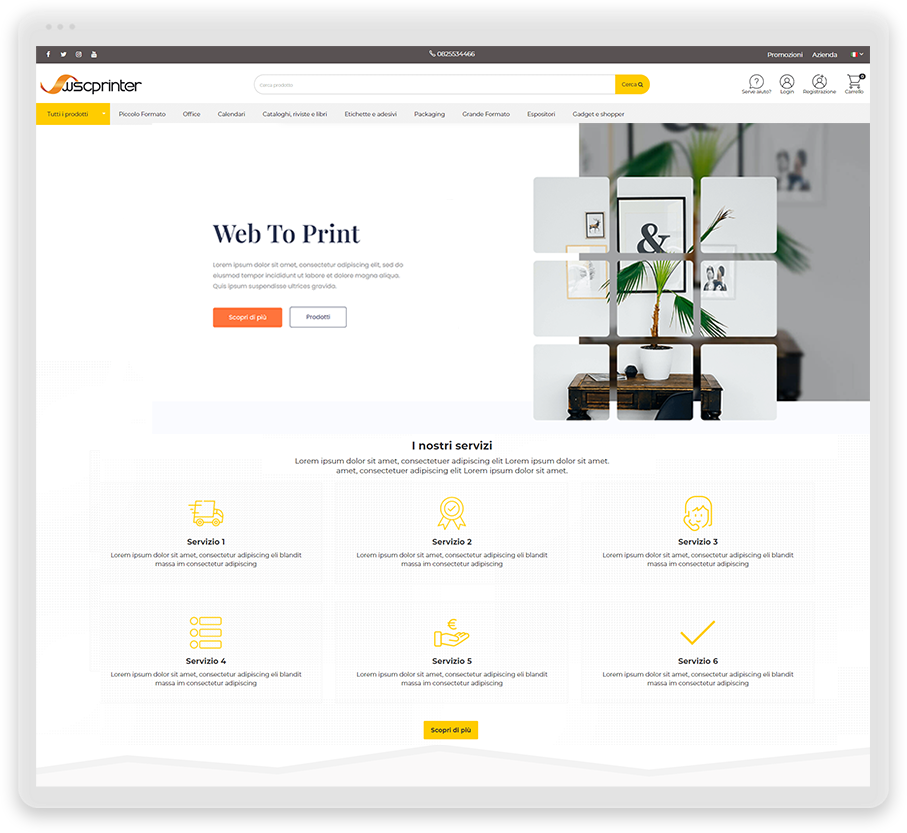 0825534466
Promozioni Azienda
wscprinter
Cerca prodotto
Cerca
Serve aiuto? Login Registrazione Carrello
0
Tutti i prodotti Piccolo Formato Office Calendari Cataloghi, riviste e libri Etichette e adesivi Packaging Grande Formato Espositori Gadget e shopper
Web To Print
Lorem ipsum dolor sit amet, consectetur adipiscing elit, sed do
eiusmod tempor incididunt ut labore et dolore magna aliqua.
Quis ipsum suspendisse ultrices gravida.
Scopri di più Prodotti
&
I nostri servizi
Lorem ipsum dolor sit amet, consectetuer adipiscing elit Lorem ipsum dolor sit amet.
amet, consectetuer adipiscing elit Lorem ipsum dolor sit amet.
Servizio 1
Lorem ipsum dolor sit amet, consectetur adipiscing eli blandit
massa im consectetur adipiscing
Servizio 2
Lorem ipsum dolor sit amet, consectetur adipiscing eli blandit
massa im consectetur adipiscing
Servizio 3
Lorem ipsum dolor sit amet, consectetur adipiscing eli blandit
massa im consectetur adipiscing
Servizio 4
Lorem ipsum dolor sit amet, consectetur adipiscing eli blandit
massa im consectetur adipiscing
Servizio 5
Lorem ipsum dolor sit amet, consectetur adipiscing eli blandit
massa im consectetur adipiscing
Servizio 6
Lorem ipsum dolor sit amet, consectetur adipiscing eli blandit
massa im consectetur adipiscing
Scopri di più